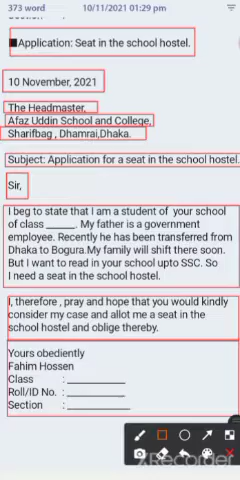 373 word 10/11/2021 01:29 pm
■Application: Seat in the school hostel.
10 November, 2021
The Headmaster,
Afaz Uddin School and College,
Sharifbag , Dhamrai,Dhaka.
Subject: Application for a seat in the school hostel.
Sir,
I beg to state that I am a student of your school
of class _____. My father is a government
employee. Recently he has been transferred from
Dhaka to Bogura.My family will shift there soon.
But I want to read in your school upto SSC. So
I need a seat in the school hostel.
I, therefore , pray and hope that you would kindly
consider my case and allot me a seat in the
school hostel and oblige thereby.
Yours obediently
Fahim Hossen
Class : __________
Roll/ID No. : __________
Section : ___________
XRecorder